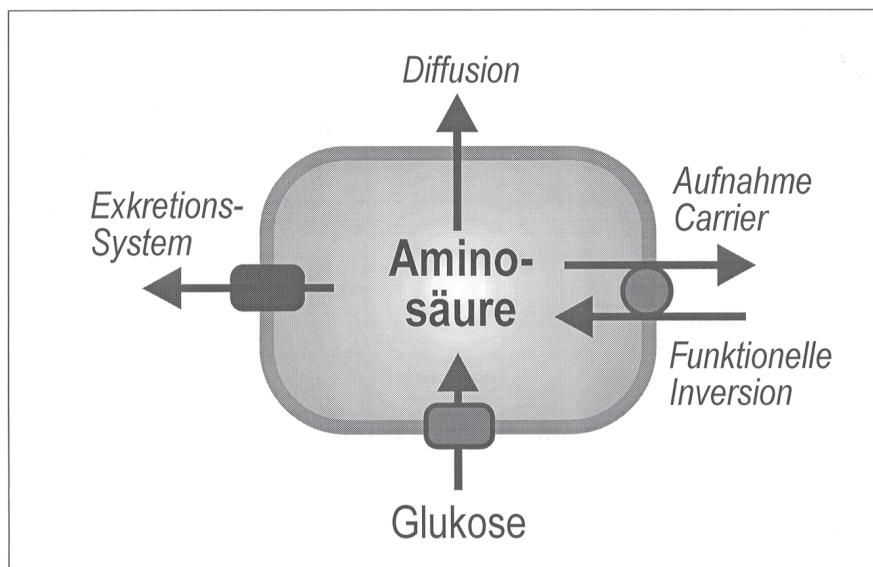 Diffusion
Exkretions-
System
Aufnahme
Carrier
Amino-
säure
Funktionelle
Inversion
Glukose